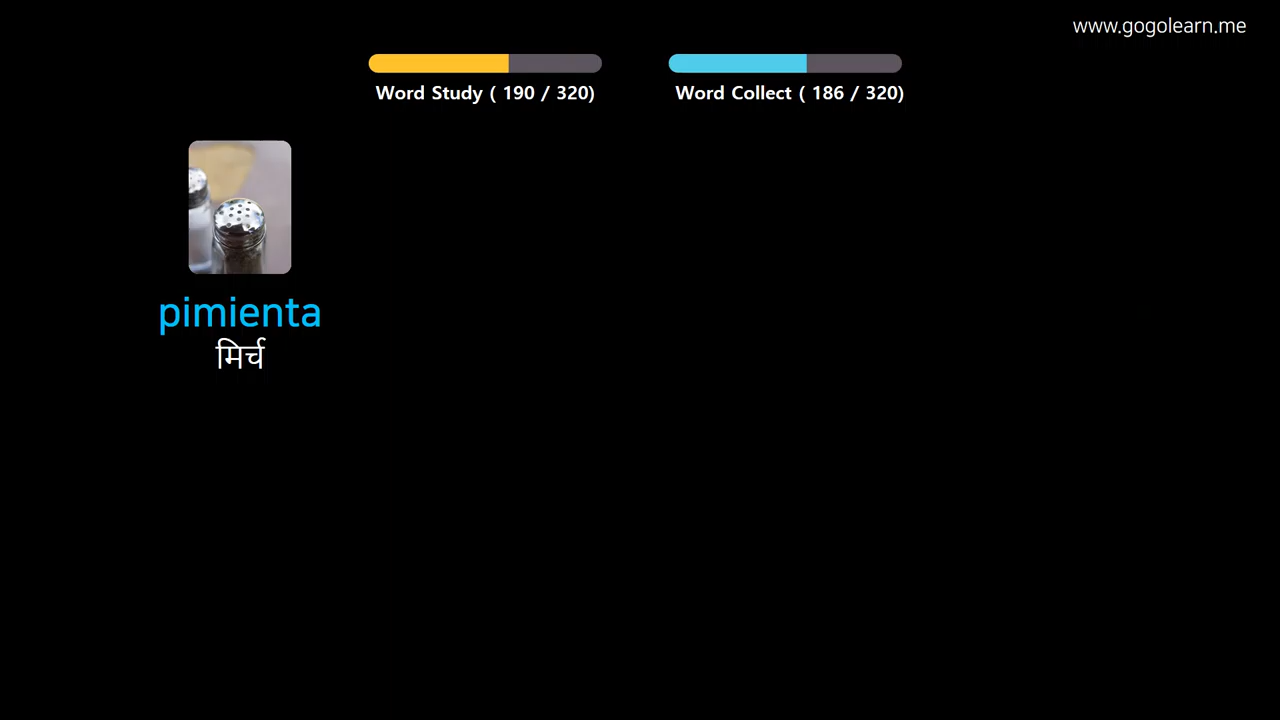 www.gogolearn.me
Word Study ( 190 / 320)
Word Collect ( 186 / 320)
pimienta
मिर्च